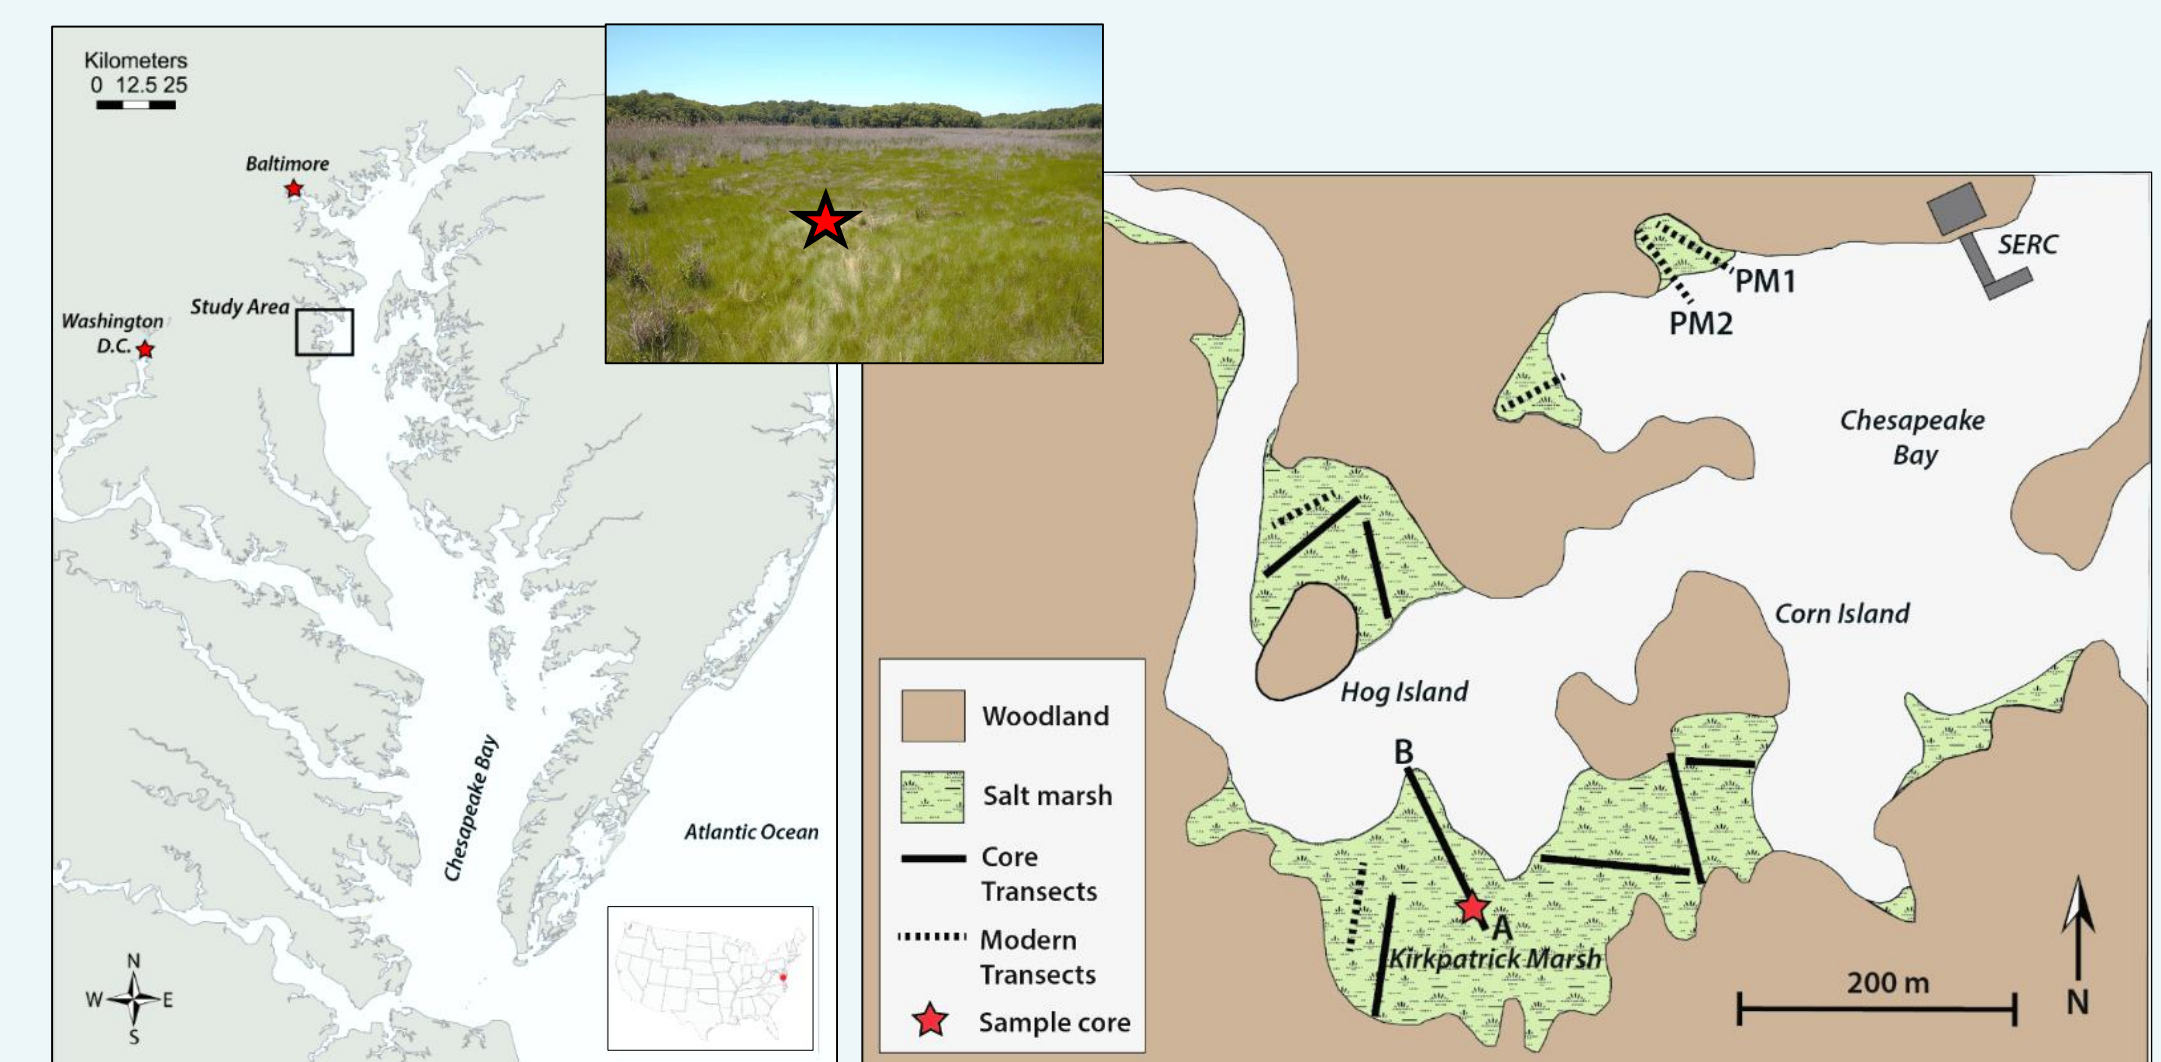 Kilometers
0 12.5 25
Baltimore
Study Area
Washington
D.C.
Chesapeake Bay
Atlantic Ocean
N
W E
S
SERC
PM1
PM2
Chesapeake
Bay
Corn Island
Hog Island
B
A
Kirkpatrick Marsh
Woodland
Salt marsh
Core
Transects
Modern
Transects
Sample core
200 m
N